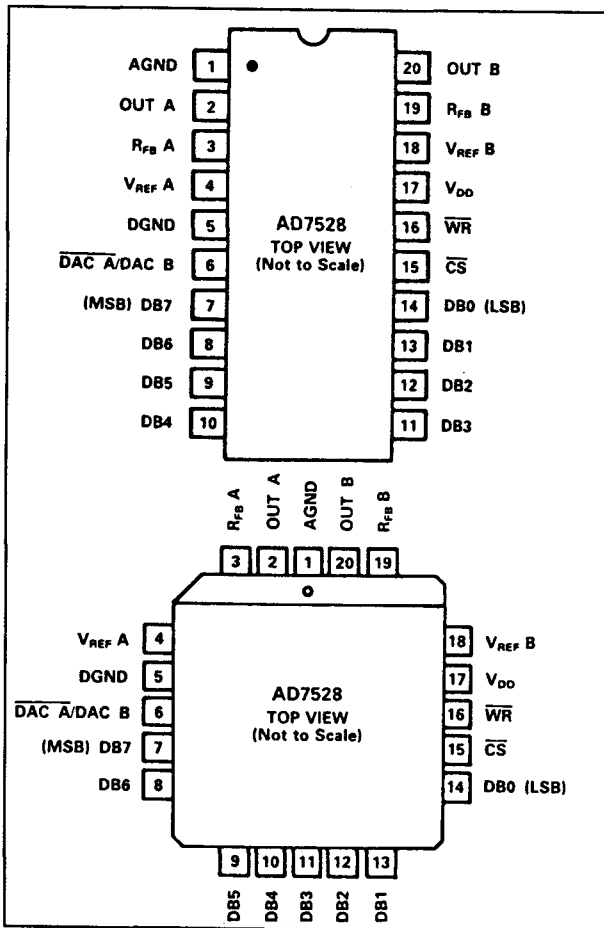 AGND 1 20 OUT B
OUT A 2 19 RFB B
RFB A 3 18 VREF B
VREF A 4 17 VDD
DGND 5 16 WR
DAC A/DAC B 6 15 CS
(MSB) DB7 7 14 DB0 (LSB)
DB6 8 13 DB1
DB5 9 12 DB2
DB4 10 11 DB3
AD7528
TOP VIEW
(Not to Scale)
RFB A
OUT A
AGND
OUT B
RFB B
3 2 1 20 19
VREF A 4 18 VREF B
DGND 5 17 VDD
DAC A/DAC B 6 16 WR
(MSB) DB7 7 15 CS
DB6 8 14 DB0 (LSB)
AD7528
TOP VIEW
(Not to Scale)
9 10 11 12 13
DB5
DB4
DB3
DB2
DB1